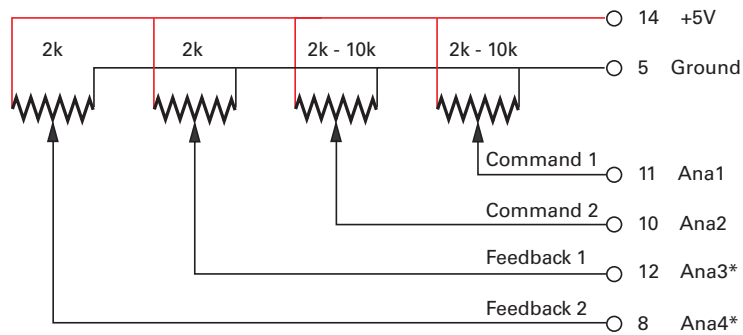 14 +5V
2k 2k 2k - 10k 2k - 10k
5 Ground
Command 1
11 Ana1
Command 2
10 Ana2
Feedback 1
12 Ana3*
Feedback 2
8 Ana4*